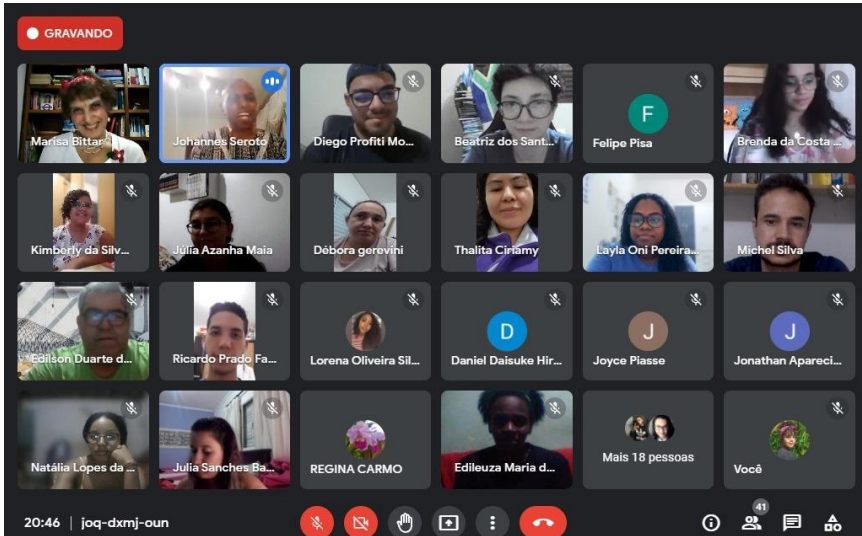 GRAVANDO
Marisa Bittar
Johannes Seroto
Diego Profiti Mo...
Beatriz dos Sant...
F
Felipe Pisa
Brenda da Costa ...
Kimberly da Silv...
Júlia Azanha Maia
Débora gerevini
Thalita Ciriamy
Layla Oni Pereira...
Michel Silva
Edilson Duarte d...
Ricardo Prado Fa...
Lorena Oliveira Sil...
D
Daniel Daisuke Hir...
J
Joyce Piasse
J
Jonathan Apareci...
Natália Lopes da ...
Julia Sanches Ba...
REGINA CARMO
Edileuza Maria d...
Mais 18 pessoas
Você
20:46 | joq-dxmj-oun
41